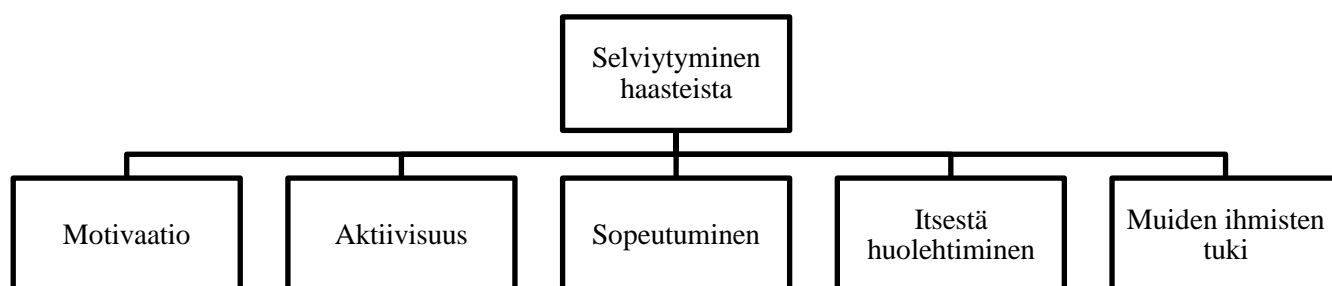 Selviytyminen
haasteista
Motivaatio
Aktiivisuus
Sopeutuminen
Itsestä
huolehtiminen
Muiden ihmisten
tuki